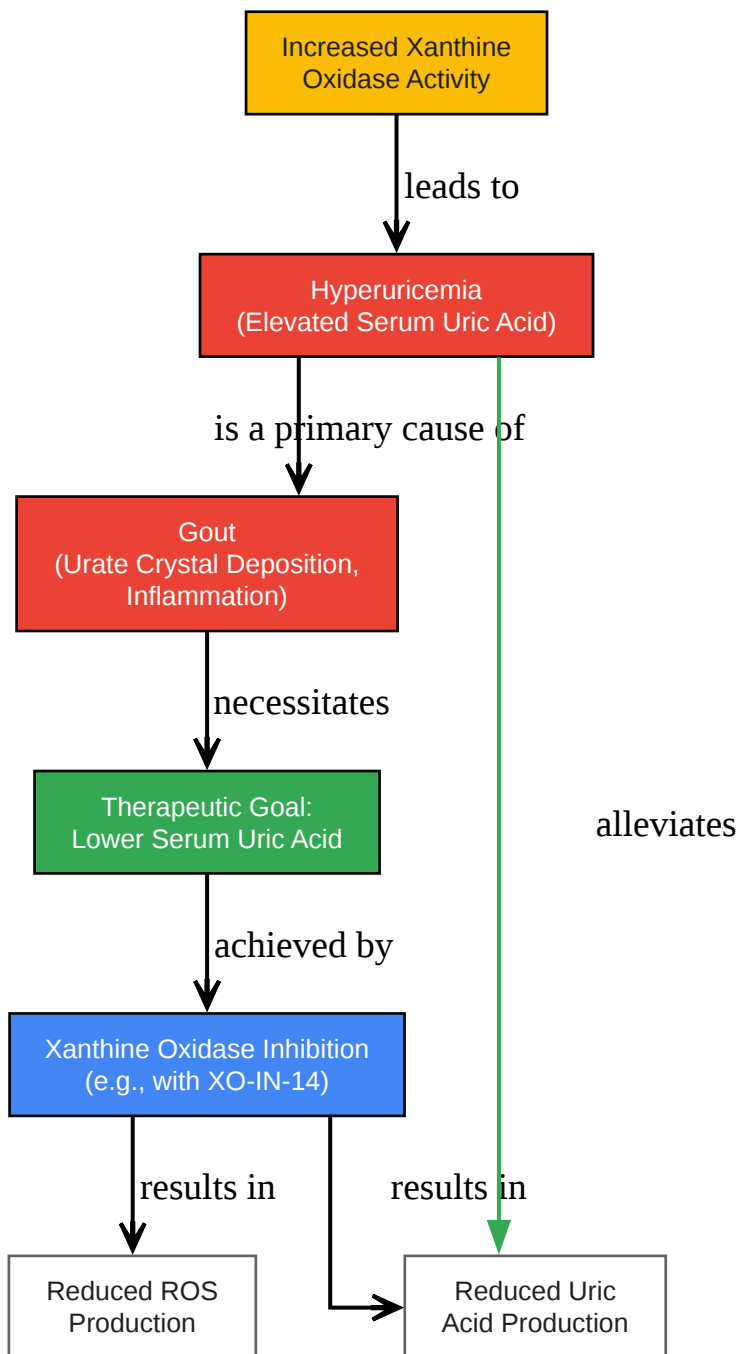 Increased Xanthine
Oxidase Activity
leads to
Hyperuricemia
(Elevated Serum Uric Acid)
is a primary cause of
Gout
(Urate Crystal Deposition,
Inflammation)
necessitates
Therapeutic Goal:
Lower Serum Uric Acid
alleviates
achieved by
Xanthine Oxidase Inhibition
(e.g., with XO-IN-14)
results in
results in
Reduced ROS
Production
Reduced Uric
Acid Production